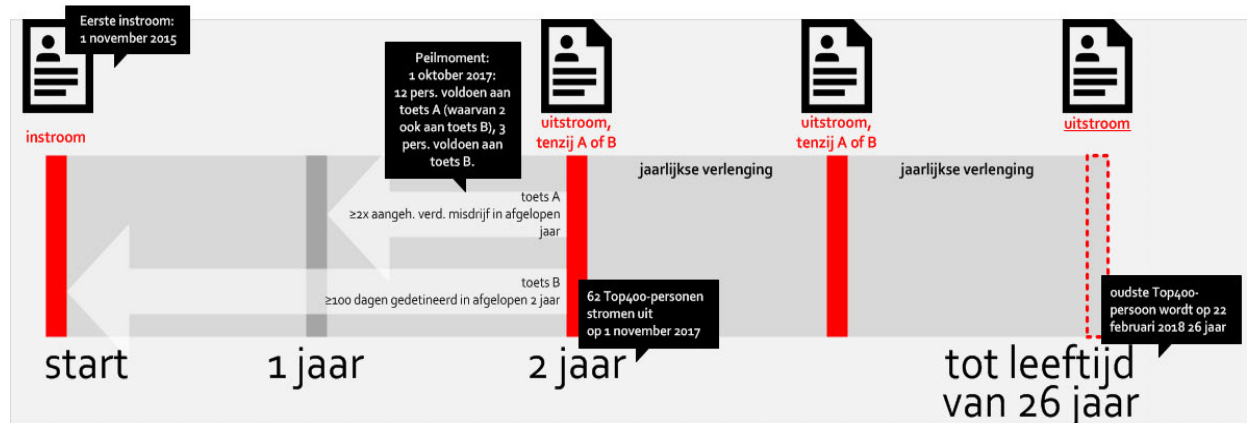 Eerste instroom:
1 november 2015
instroom
Peilmoment:
1 oktober 2017:
12 pers. voldoen aan
toets A (waarvan 2
ook aan toets B), 3
pers. voldoen aan
toets B.
uitstroom,
tenzij A of B
uitstroom,
tenzij A of B
uitstroom
jaarlijkse verlenging
jaarlijkse verlenging
toets A
≥2x aangeh. verd. misdrijf in afgelopen
jaar
toets B
≥100 dagen gedetineerd in afgelopen 2 jaar
62 Top400-personen
stromen uit
op 1 november 2017
oudste Top400-
persoon wordt op 22
februari 2018 26 jaar
start
1 jaar
2 jaar
tot leeftijd
van 26 jaar